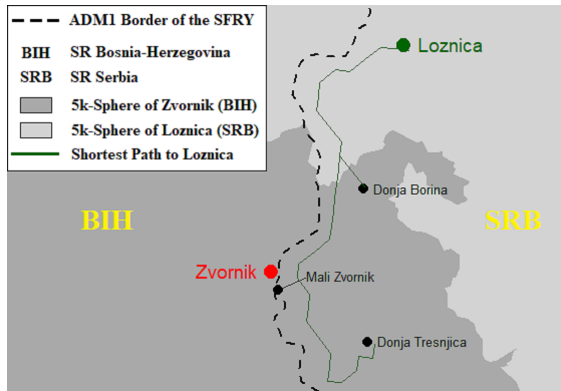 ADM1 Border of the SFRY
BIH SR Bosnia-Herzegovina
SRB SR Serbia
5k-Sphere of Zvornik (BIH)
5k-Sphere of Loznica (SRB)
Shortest Path to Loznica
Loznica
Donja Borina
BIH
SRB
Zvornik
Mali Zvornik
Donja Tresnjica